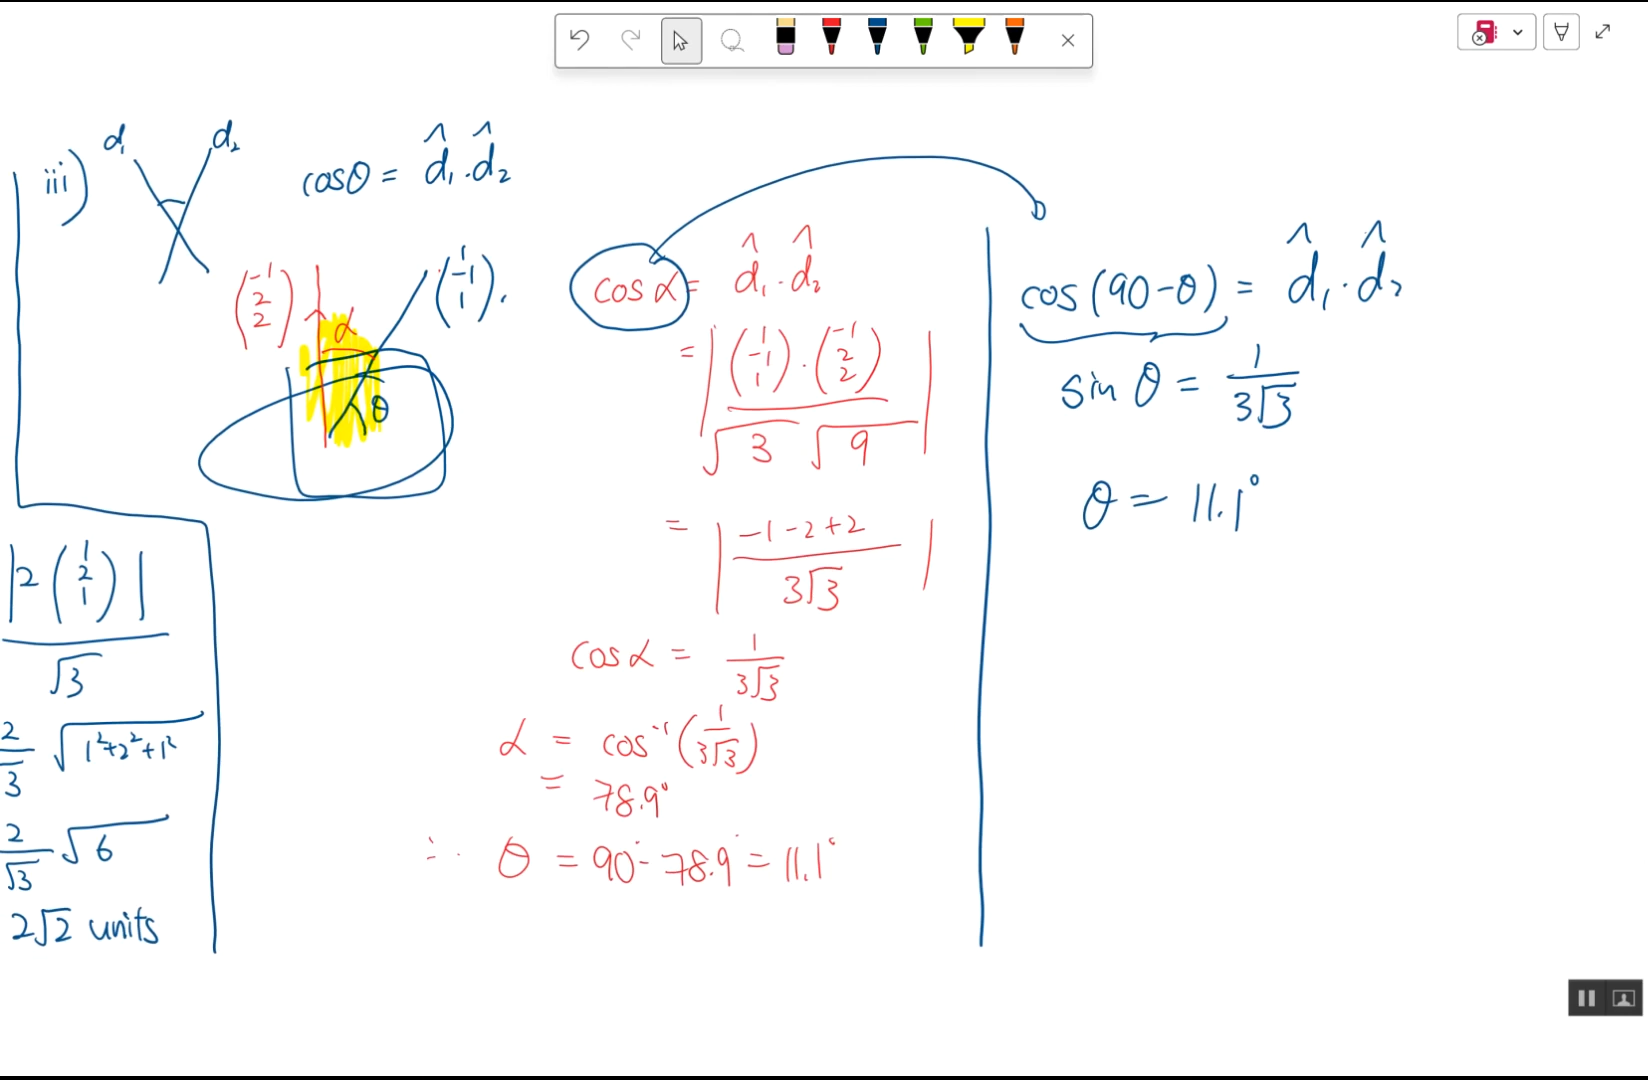 iii)
d₁ d₂
cosθ = d̂₁ . d̂₂
(-1 2 2)
(1 -1 1).
α
θ
|2 (1 2 1)|
√3
2/3 √1²+2²+1²
2/√3 √6
2√2 units
cos α = d̂₁ . d̂₂
= |(1 -1 1) . (-1 2 2) / √3 √9|
= |-1 - 2 + 2 / 3√3|
cos α = 1/3√3
α = cos⁻¹ (1/3√3)
= 78.9°
∴ θ = 90° - 78.9° = 11.1°
cos (90-θ) = d̂₁ . d̂₂
sin θ = 1/3√3
θ = 11.1°